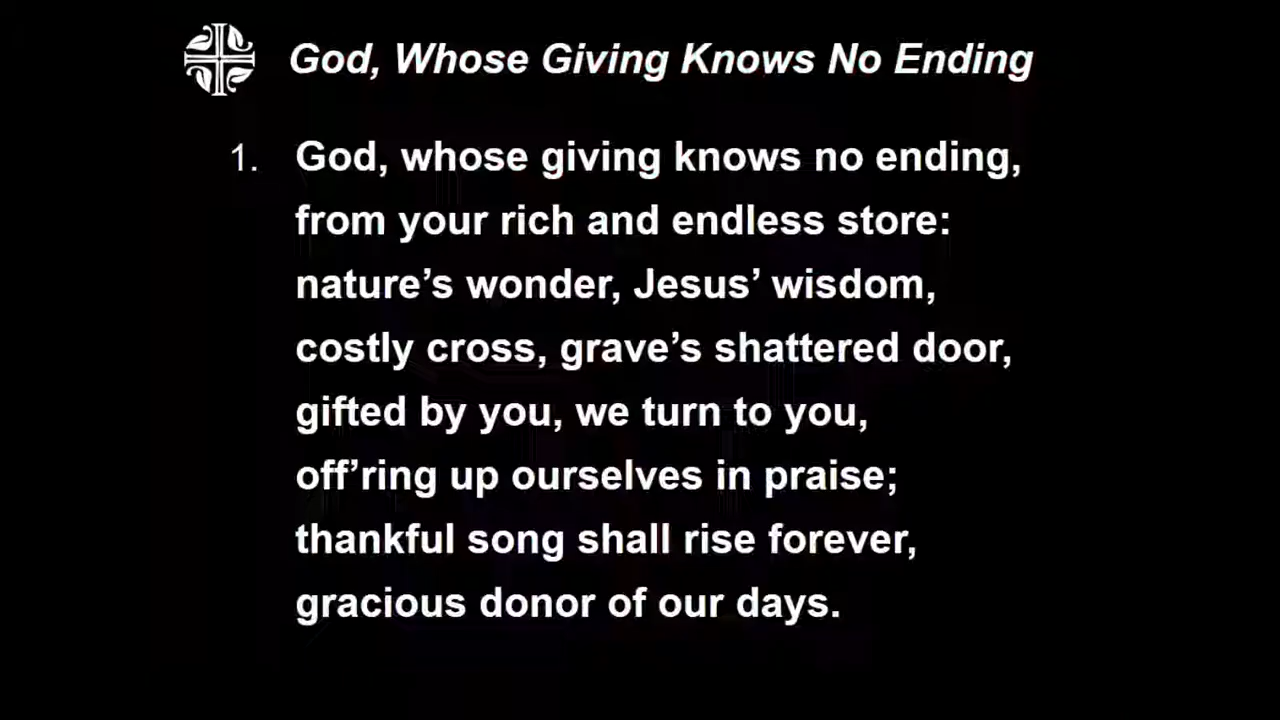 God, Whose Giving Knows No Ending
1. God, whose giving knows no ending,
from your rich and endless store:
nature’s wonder, Jesus’ wisdom,
costly cross, grave’s shattered door,
gifted by you, we turn to you,
off’ring up ourselves in praise;
thankful song shall rise forever,
gracious donor of our days.